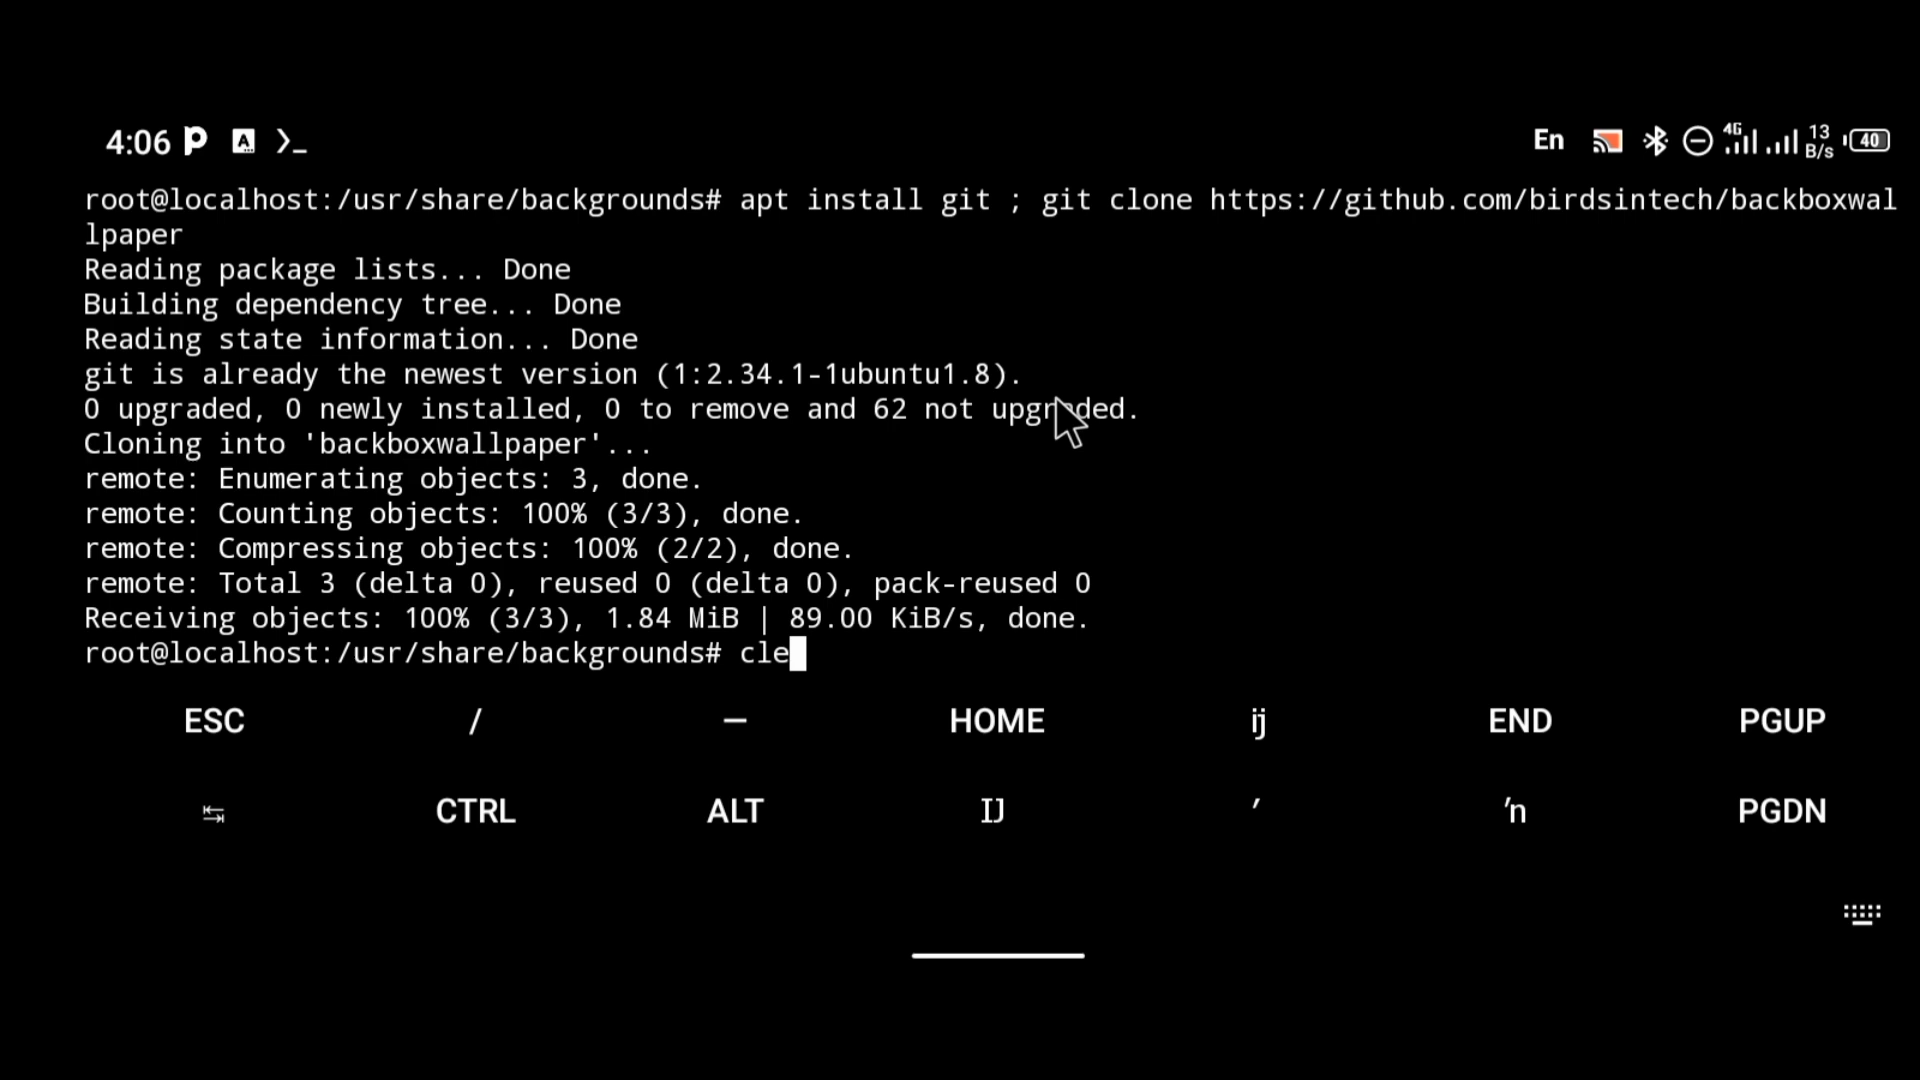 4:06 P A >_ En 4G 13 B/s 40
root@localhost:/usr/share/backgrounds# apt install git ; git clone https://github.com/birdsintech/backboxwal
lpaper
Reading package lists... Done
Building dependency tree... Done
Reading state information... Done
git is already the newest version (1:2.34.1-1ubuntu1.8).
0 upgraded, 0 newly installed, 0 to remove and 62 not upgraded.
Cloning into 'backboxwallpaper'...
remote: Enumerating objects: 3, done.
remote: Counting objects: 100% (3/3), done.
remote: Compressing objects: 100% (2/2), done.
remote: Total 3 (delta 0), reused 0 (delta 0), pack-reused 0
Receiving objects: 100% (3/3), 1.84 MiB | 89.00 KiB/s, done.
root@localhost:/usr/share/backgrounds# cle
ESC / — HOME ĳ END PGUP
↹ CTRL ALT Ĳ ′ ŉ PGDN